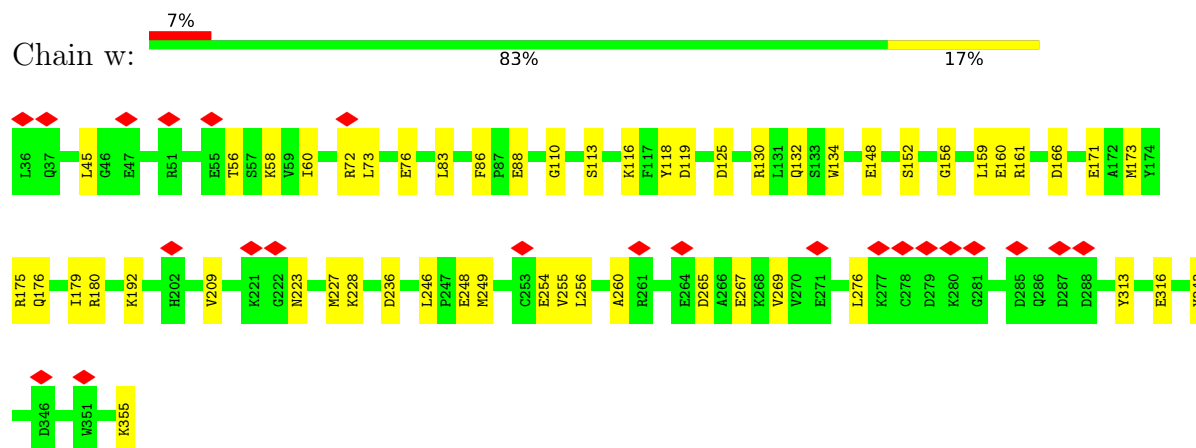 7%
Chain w:
83% 17%
L36 Q37 L45 G46 E47 R51 E55 T56 S57 K58 V59 I60 R72 L73 E76 L83 F86 P87 E88 G110 S113 K116 F117 Y118 D119 D125 R130 L131 Q132 S133 W134 E148 S152 G156 L159 E160 R161 D166 E171 A172 M173 Y174
R175 Q176 I179 R180 K192 H202 V209 K221 G222 N223 M227 K228 D236 L246 P247 E248 M249 C253 E254 V255 L256 A260 R261 E264 D265 A266 E267 K268 V269 V270 E271 L276 K277 C278 D279 K280 G281 D285 Q286 D287 D288 Y313 E316
D346 W351 K355